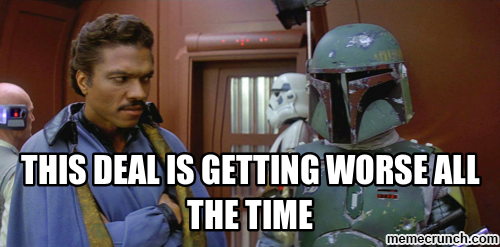 THIS DEAL IS GETTING WORSE ALL
THE TIME
memecrunch.com